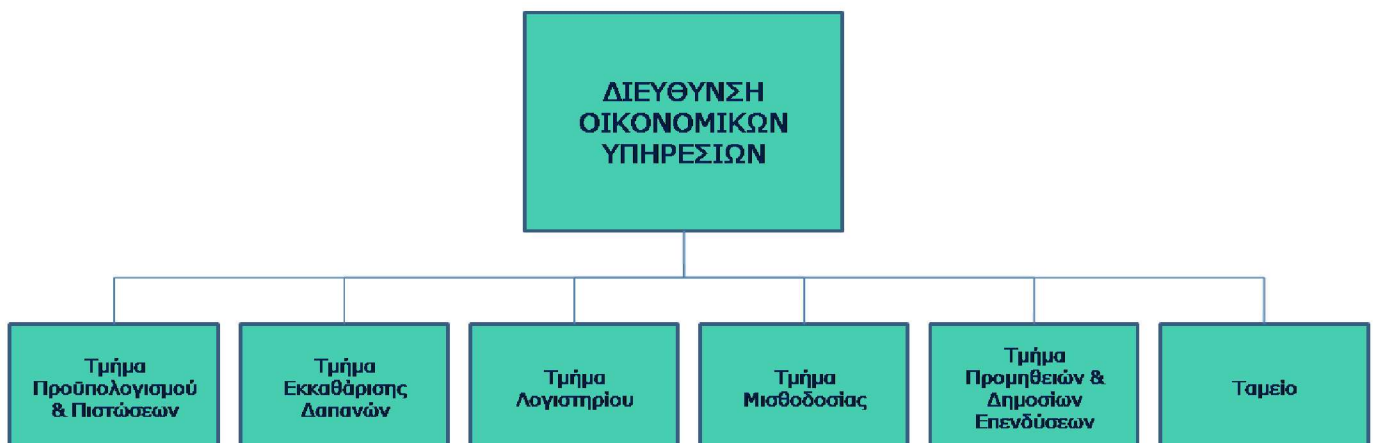 ΔΙΕΥΘΥΝΣΗ
ΟΙΚΟΝΟΜΙΚΩΝ
ΥΠΗΡΕΣΙΩΝ
Τμήμα
Προϋπολογισμού
& Πιστώσεων
Τμήμα
Εκκαθάρισης
Δαπανών
Τμήμα
Λογιστηρίου
Τμήμα
Μισθοδοσίας
Τμήμα
Προμηθειών &
Δημοσίων
Επενδύσεων
Ταμείο